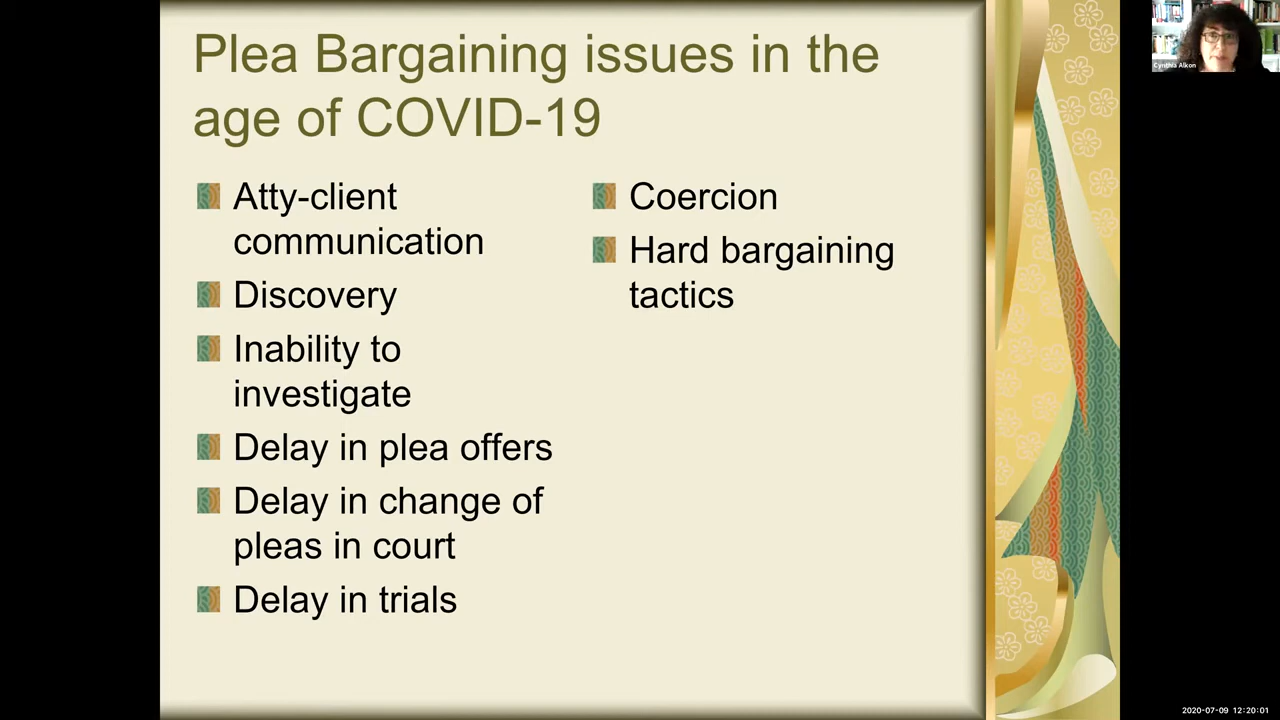 Plea Bargaining issues in the
age of COVID-19
Atty-client
communication
Discovery
Inability to
investigate
Delay in plea offers
Delay in change of
pleas in court
Delay in trials
Coercion
Hard bargaining
tactics
Cynthia Alkon
2020-07-09 12:20:01